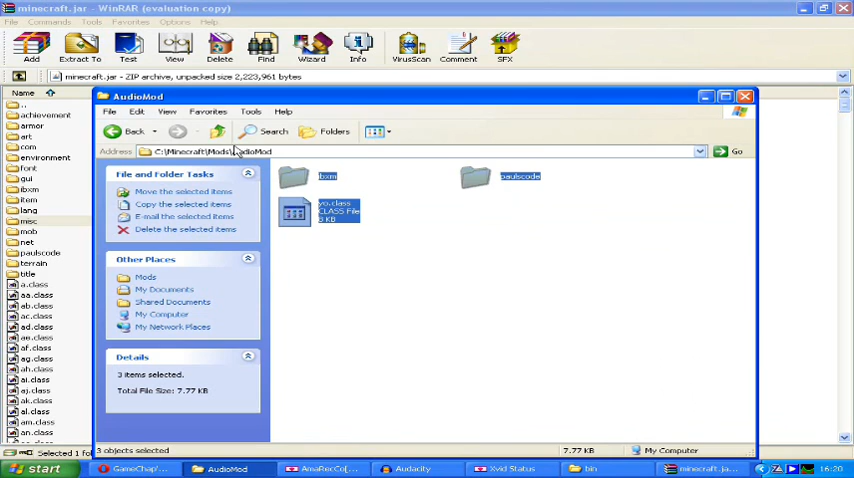 minecraft.jar - WinRAR (evaluation copy)
File Commands Tools Favorites Options Help
Add Extract To Test View Delete Find Wizard Info VirusScan Comment SFX
minecraft.jar - ZIP archive, unpacked size 2,223,961 bytes
Name
..
achievement
armor
art
com
environment
font
gui
ibxm
item
lang
misc
mob
net
paulscode
terrain
title
a.class
aa.class
ab.class
ac.class
ad.class
ae.class
af.class
ag.class
ah.class
ai.class
aj.class
ak.class
al.class
am.class
an.class
Selected 1 fo
AudioMod
File Edit View Favorites Tools Help
Back Search Folders
Address C:\Minecraft\Mods\AudioMod Go
File and Folder Tasks
Move the selected items
Copy the selected items
E-mail the selected items
Delete the selected items
Other Places
Mods
My Documents
Shared Documents
My Computer
My Network Places
Details
3 items selected.
Total File Size: 7.77 KB
ibxm
paulscode
yo.class
CLASS File
8 KB
3 objects selected 7.77 KB My Computer
start GameChap'... AudioMod AmaRecCo[... Audacity Xvid Status bin minecraft.ja... 16:20